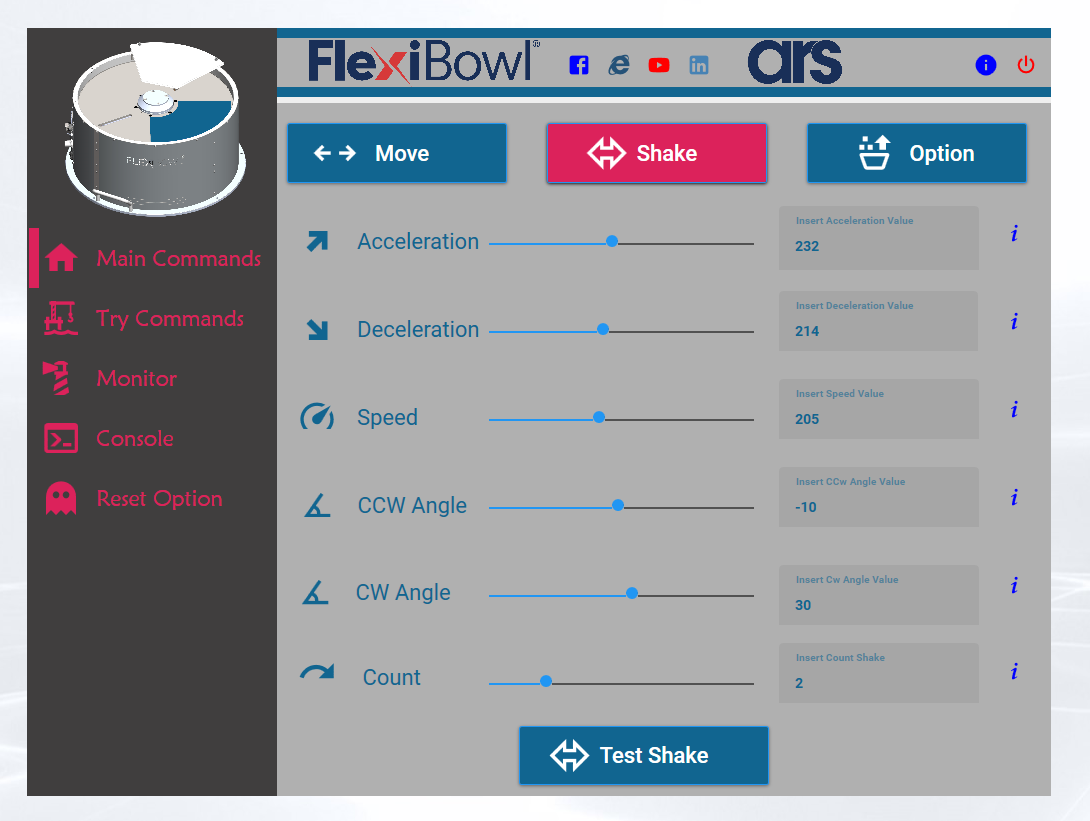 FlexiBowl®
ars
Move
Shake
Option
Main Commands
Try Commands
Monitor
Console
Reset Option
Acceleration
Insert Acceleration Value
232
Deceleration
Insert Deceleration Value
214
Speed
Insert Speed Value
205
CCW Angle
Insert CCw Angle Value
-10
CW Angle
Insert Cw Angle Value
30
Count
Insert Count Shake
2
Test Shake